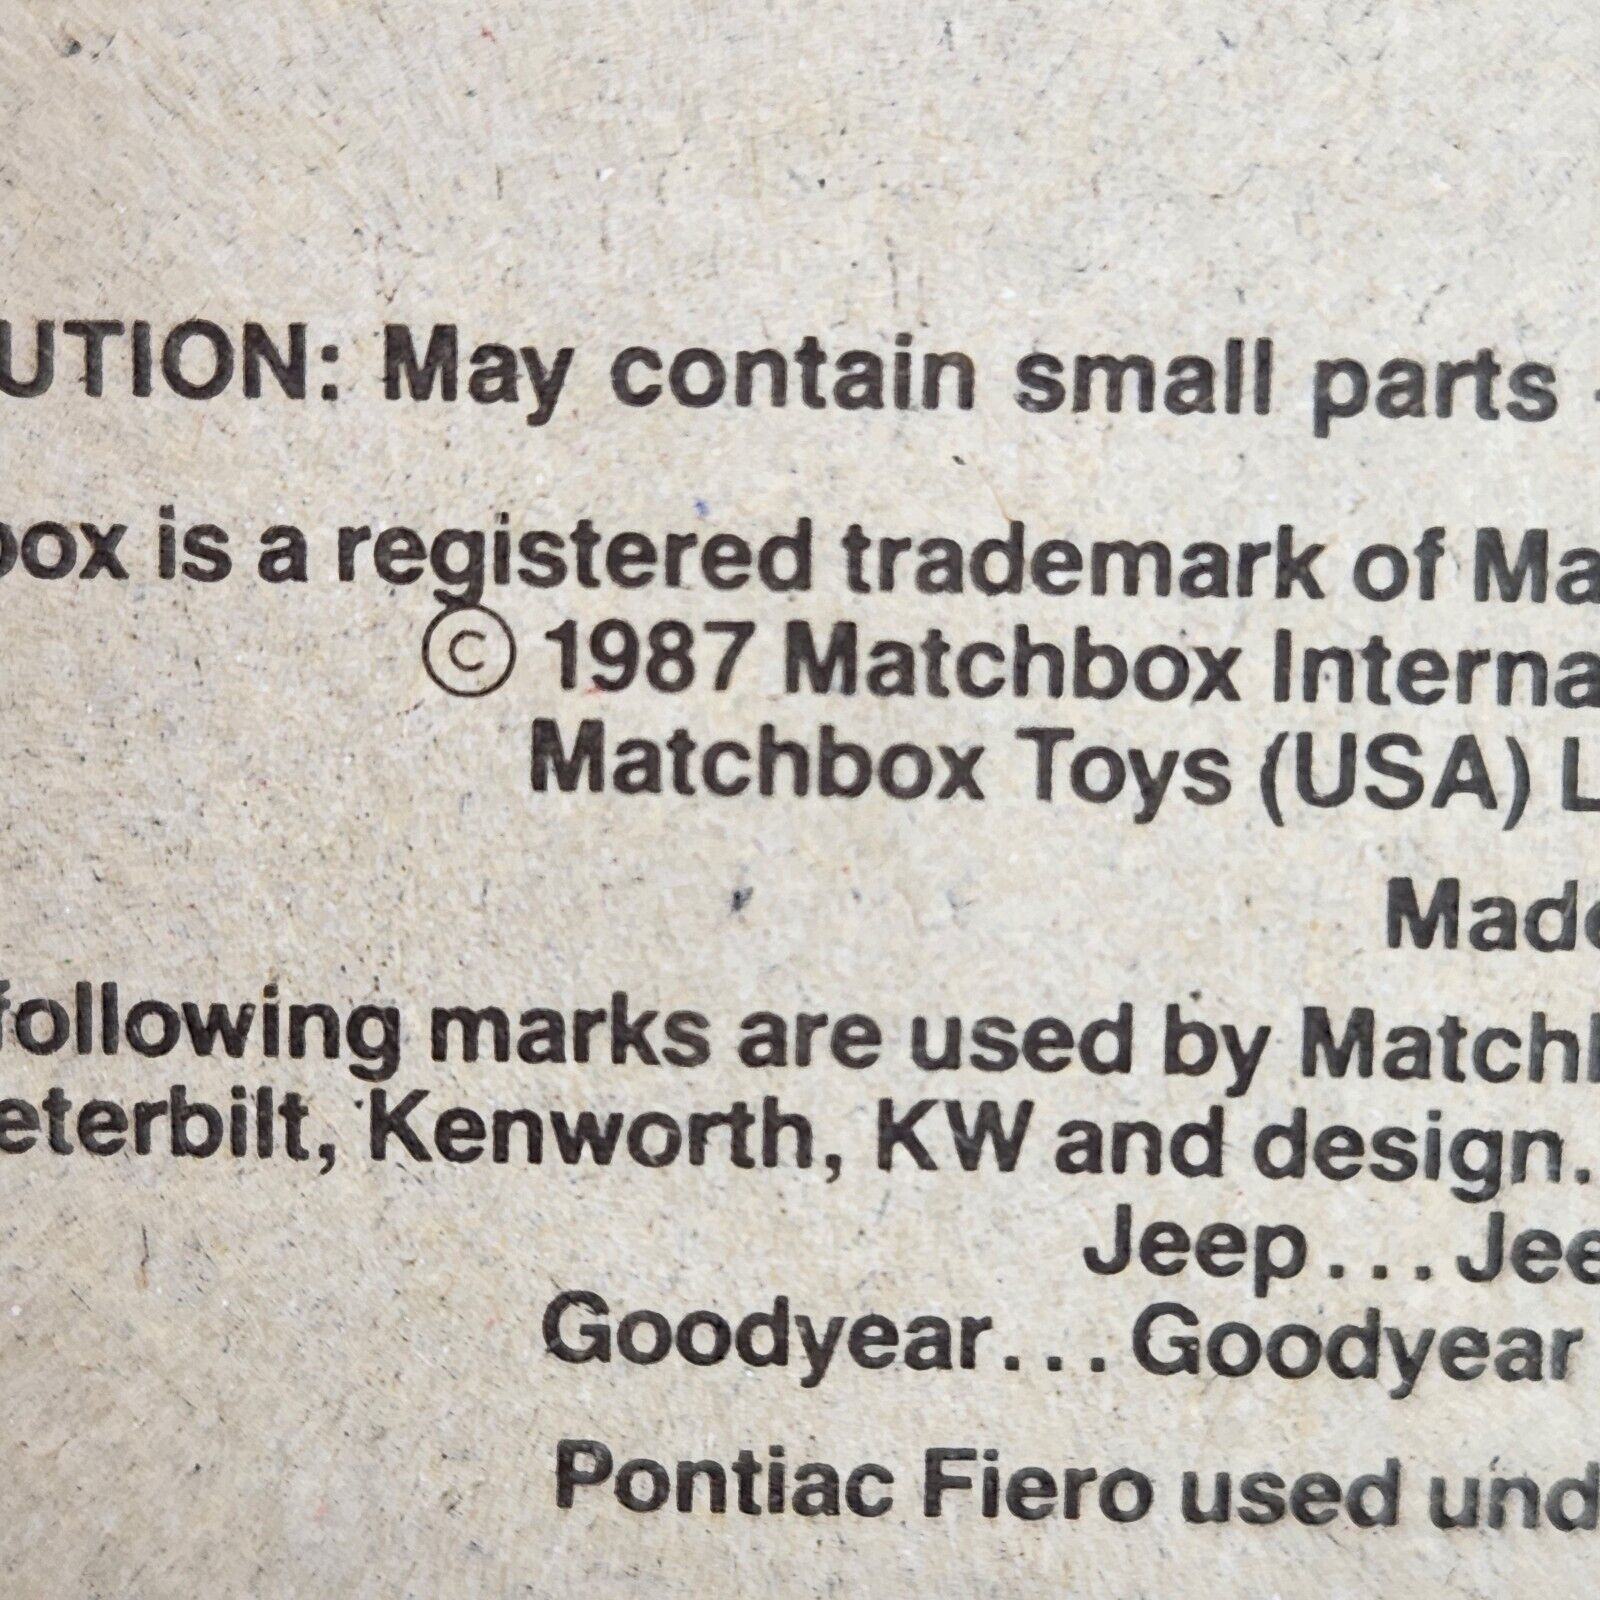 UTION: May contain small parts -
box is a registered trademark of Ma
© 1987 Matchbox Interna
Matchbox Toys (USA) L
Made
following marks are used by Matchb
eterbilt, Kenworth, KW and design.
Jeep... Jee
Goodyear... Goodyear
Pontiac Fiero used und